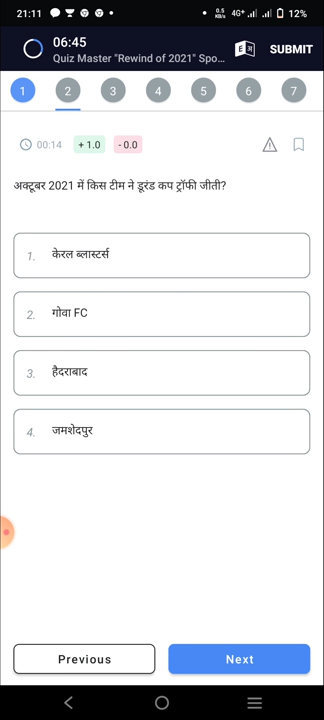 21:11 0.5 KB/s 4G+ 12%
06:45
Quiz Master "Rewind of 2021" Spo...
SUBMIT
1 2 3 4 5 6 7
00:14 + 1.0 - 0.0
अक्टूबर 2021 में किस टीम ने डूरंड कप ट्रॉफी जीती?
1. केरल ब्लास्टर्स
2. गोवा FC
3. हैदराबाद
4. जमशेदपुर
Previous Next